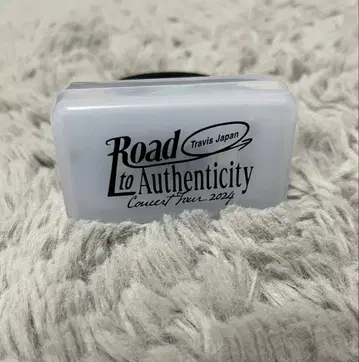 Travis Japan
Road
to Authenticity
Concert Tour 2024